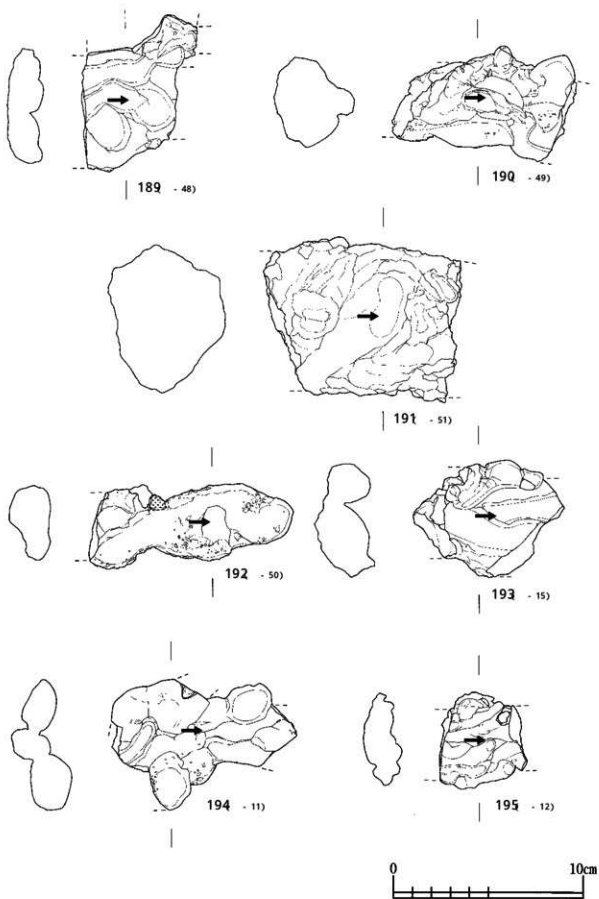 189( - 48)
190( - 49)
191( - 51)
192( - 50)
193( - 15)
194( - 11)
195( - 12)
0 10cm